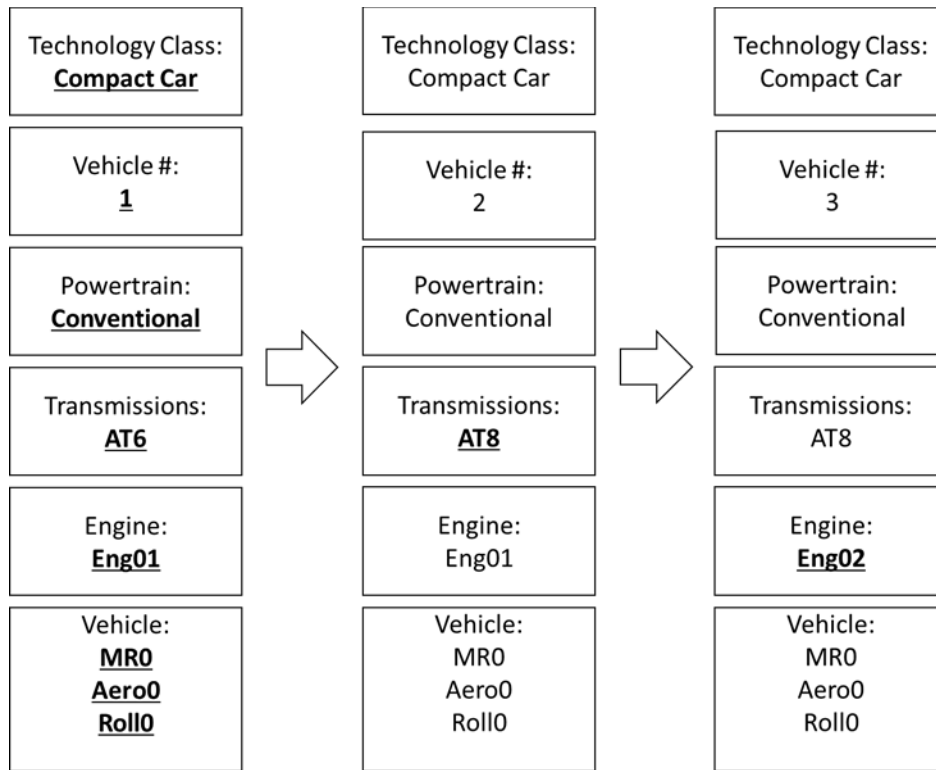 Technology Class:
Compact Car
Vehicle #:
1
Powertrain:
Conventional
Transmissions:
AT6
Engine:
Eng01
Vehicle:
MR0
Aero0
Roll0
Technology Class:
Compact Car
Vehicle #:
2
Powertrain:
Conventional
Transmissions:
AT8
Engine:
Eng01
Vehicle:
MR0
Aero0
Roll0
Technology Class:
Compact Car
Vehicle #:
3
Powertrain:
Conventional
Transmissions:
AT8
Engine:
Eng02
Vehicle:
MR0
Aero0
Roll0